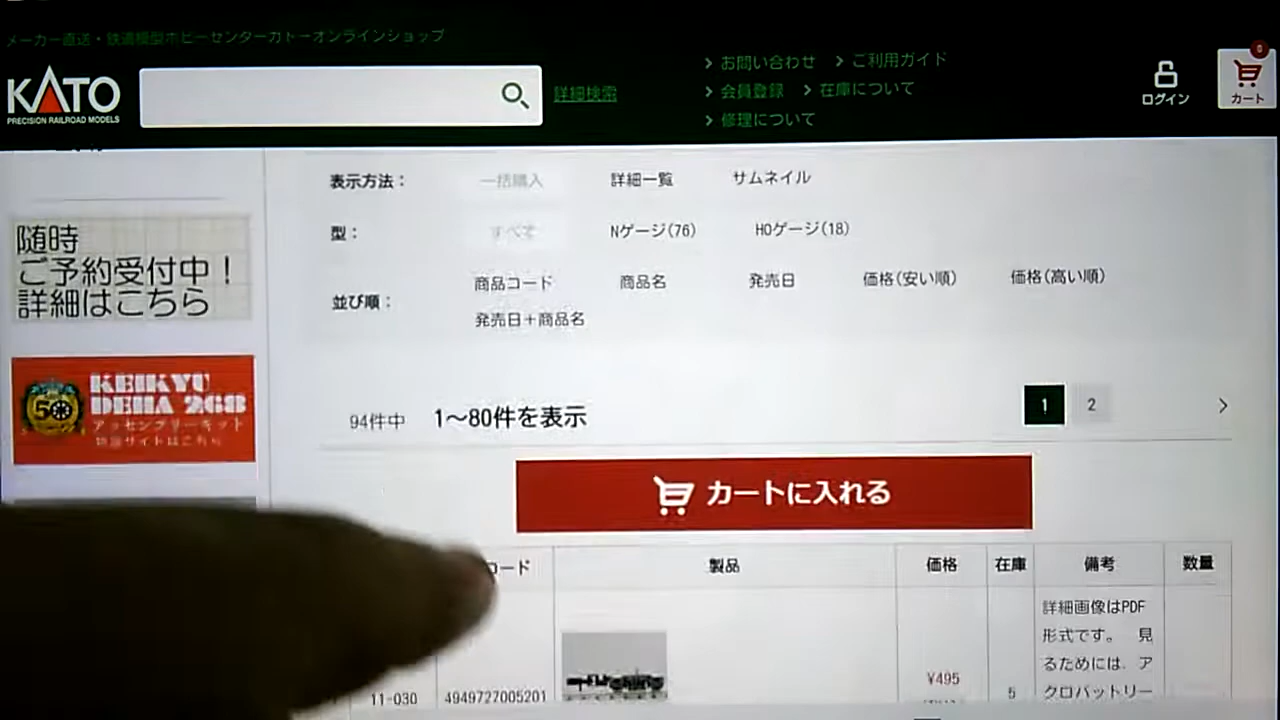 メーカー直送・鉄道模型ホビーセンターカトーオンラインショップ
KATO
PRECISION RAILROAD MODELS
詳細検索
お問い合わせ
ご利用ガイド
会員登録
在庫について
修理について
ログイン
0
カート
表示方法：
一括購入
詳細一覧
サムネイル
型：
すべて
Nゲージ(76)
HOゲージ(18)
並び順：
商品コード
商品名
発売日
価格(安い順)
価格(高い順)
発売日＋商品名
随時
ご予約受付中！
詳細はこちら
KEIKYU
DEHA 268
50
アッセンブリーキット
特設サイトはこちら
94件中
1〜80件を表示
1
2
カートに入れる
コード
製品
価格
在庫
備考
数量
11-030
4949727005201
¥495
5
詳細画像はPDF
形式です。 見
るためには、ア
クロバットリー